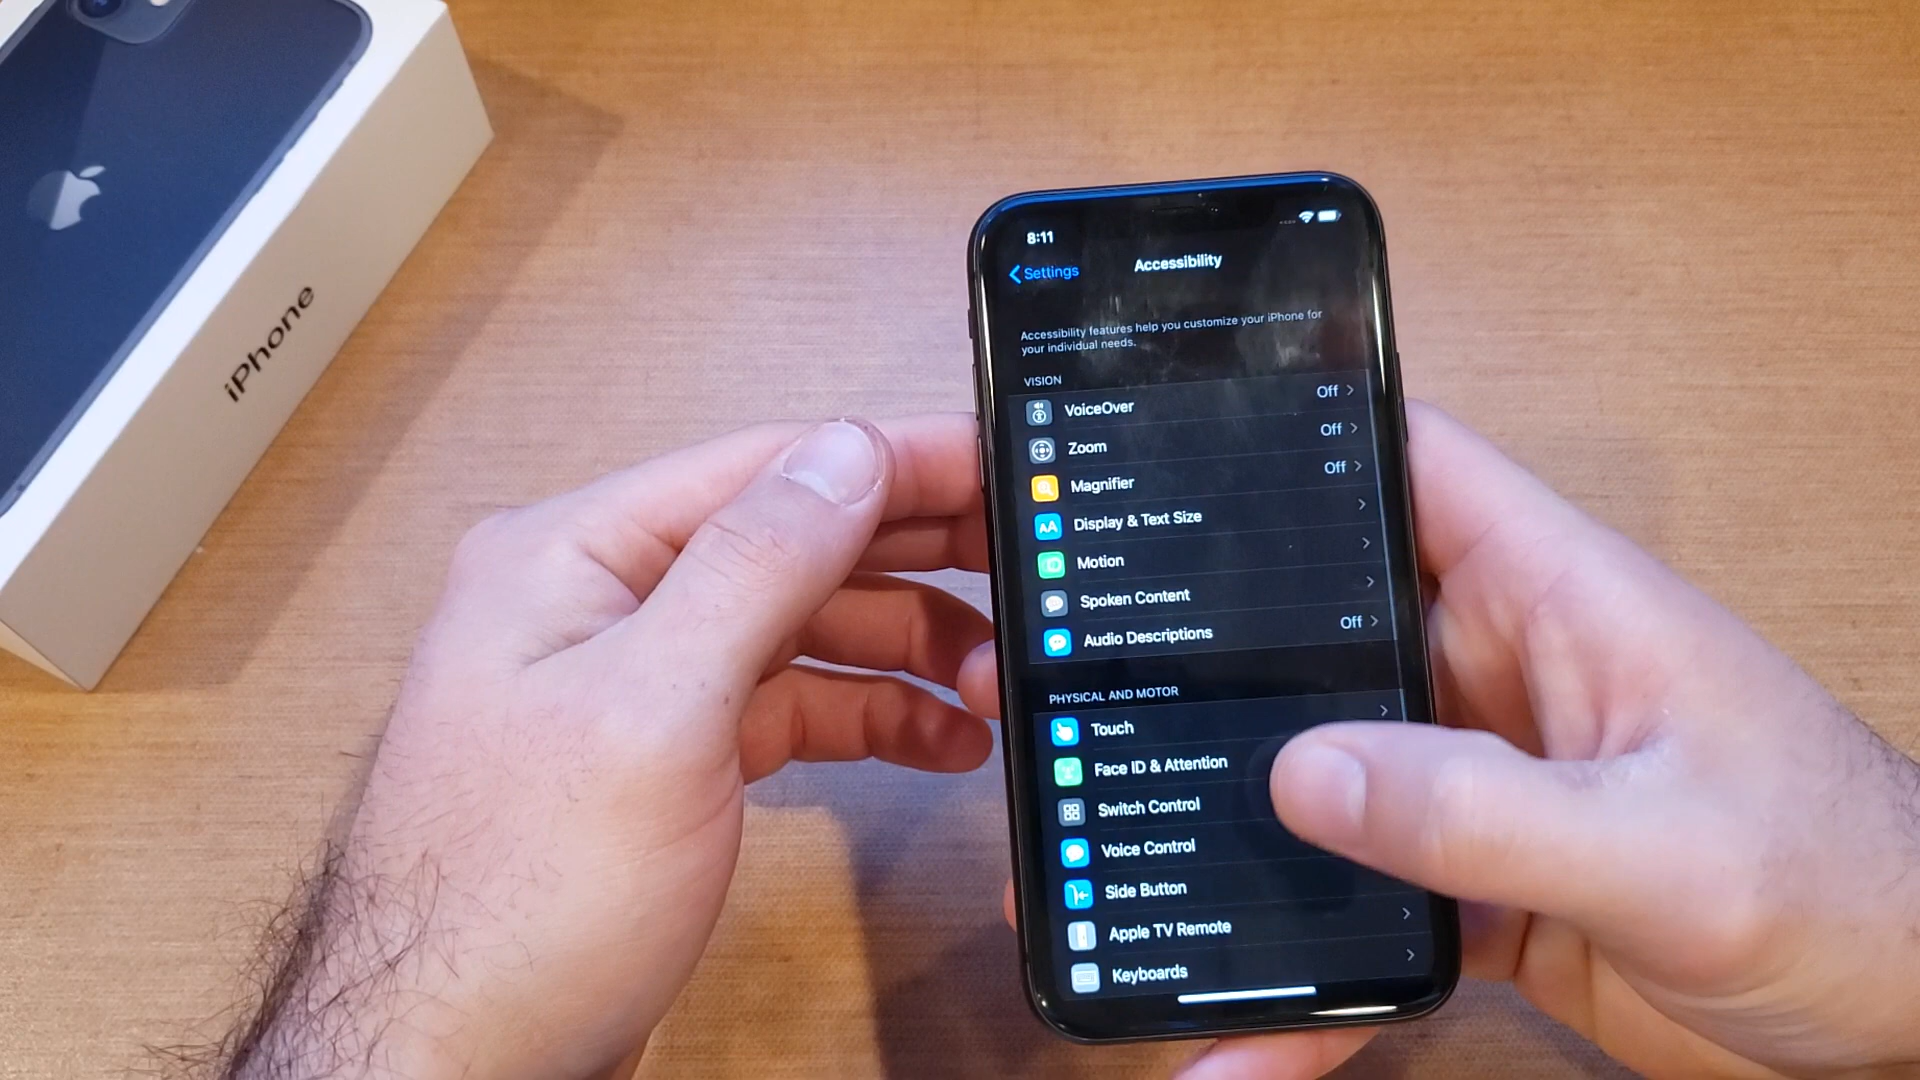 iPhone
8:11
Settings
Accessibility
Accessibility features help you customize your iPhone for
your individual needs.
VISION
VoiceOver Off
Zoom Off
Magnifier Off
AA Display & Text Size
Motion
Spoken Content
Audio Descriptions Off
PHYSICAL AND MOTOR
Touch
Face ID & Attention
Switch Control
Voice Control
Side Button
Apple TV Remote
Keyboards